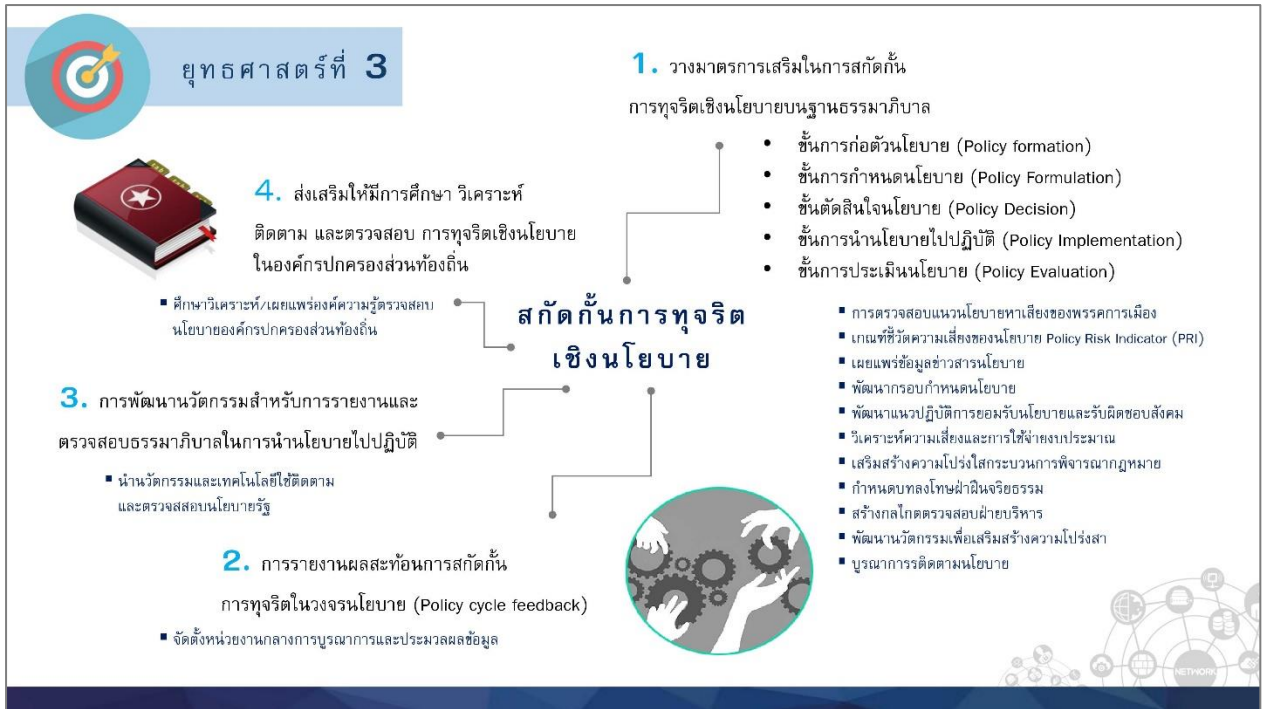 ยุทธศาสตร์ที่ 3
1. วางมาตรการเสริมในการสกัดกั้น
การทุจริตเชิงนโยบายบนฐานธรรมาภิบาล
• ขั้นการก่อตัวนโยบาย (Policy formation)
• ขั้นการกำหนดนโยบาย (Policy Formulation)
• ขั้นตัดสินใจนโยบาย (Policy Decision)
• ขั้นการนำนโยบายไปปฏิบัติ (Policy Implementation)
• ขั้นการประเมินนโยบาย (Policy Evaluation)
▪ การตรวจสอบแนวนโยบายหาเสียงของพรรคการเมือง
▪ เกณฑ์ชี้วัดความเสี่ยงของนโยบาย Policy Risk Indicator (PRI)
▪ เผยแพร่ข้อมูลข่าวสารนโยบาย
▪ พัฒนากรอบกำหนดนโยบาย
▪ พัฒนาแนวปฏิบัติการยอมรับนโยบายและรับผิดชอบสังคม
▪ วิเคราะห์ความเสี่ยงและการใช้จ่ายงบประมาณ
▪ เสริมสร้างความโปร่งใสกระบวนการพิจารณากฎหมาย
▪ กำหนดบทลงโทษฝ่าฝืนจริยธรรม
▪ สร้างกลไกตตรวจสอบฝ่ายบริหาร
▪ พัฒนานวัตกรรมเพื่อเสริมสร้างความโปร่งสา
▪ บูรณาการรติดตามนโยบาย
สกัดกั้นการทุจริต
เชิงนโยบาย
4. ส่งเสริมให้มีการศึกษา วิเคราะห์
ติดตาม และตรวจสอบ การทุจริตเชิงนโยบาย
ในองค์กรปกครองส่วนท้องถิ่น
▪ ศึกษาวิเคราะห์/เผยแพร่องค์ความรู้ตรวจสอบ
นโยบายองค์กรปกครองส่วนท้องถิ่น
3. การพัฒนานวัตกรรมสำหรับการรายงานและ
ตรวจสอบธรรมาภิบาลในการนำนโยบายไปปฏิบัติ
▪ นำนวัตกรรมและเทคโนโลยีใช้ติดตาม
และตรวจสสอบนโยบายรัฐ
2. การรายงานผลสะท้อนการสกัดกั้น
การทุจริตในวงจรนโยบาย (Policy cycle feedback)
▪ จัดตั้งหน่วยงานกลางการบูรณาการและประมวลผลข้อมูล
NETWORK